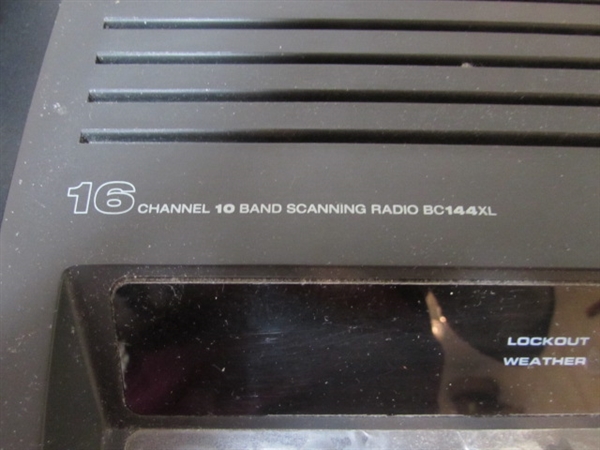 16 CHANNEL 10 BAND SCANNING RADIO BC144XL
LOCKOUT
WEATHER